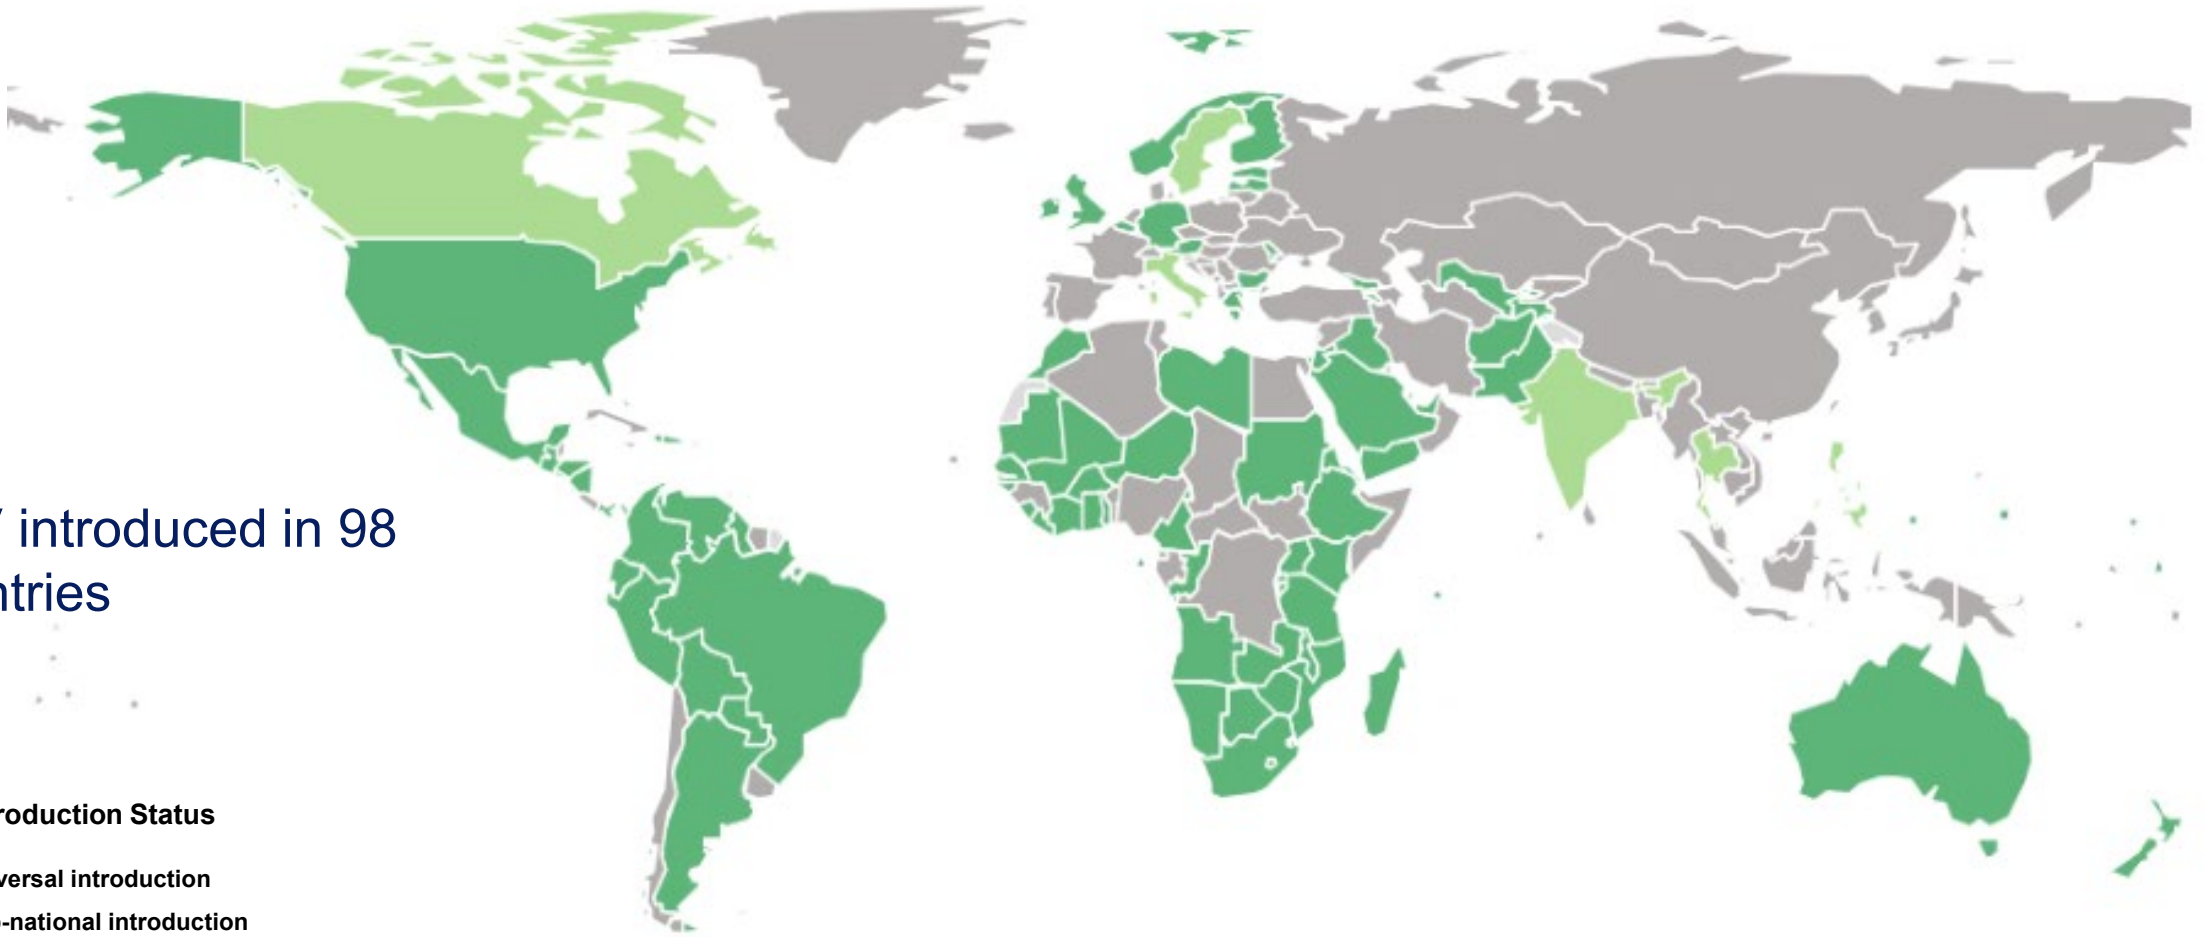 introduced in 98
ntries
roduction Status
versal introduction
-national introduction